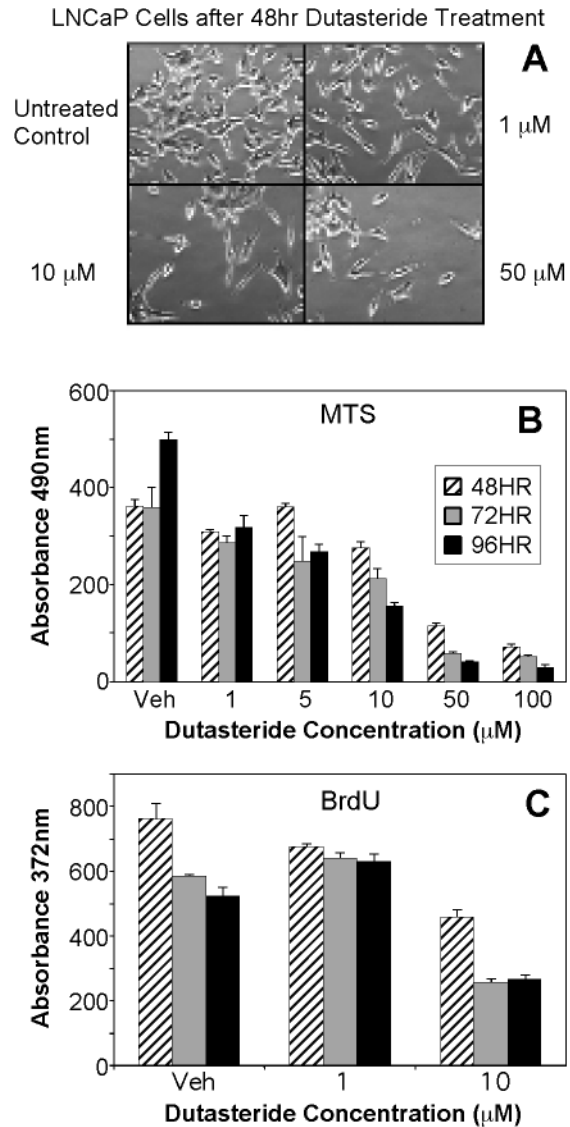 LNCaP Cells after 48hr Dutasteride Treatment
A
Untreated
Control
1 μM
10 μM
50 μM
B
MTS
Absorbance 490nm
600
400
200
0
48HR
72HR
96HR
Veh 1 5 10 50 100
Dutasteride Concentration (μM)
C
BrdU
Absorbance 372nm
800
600
400
200
0
Veh 1 10
Dutasteride Concentration (μM)